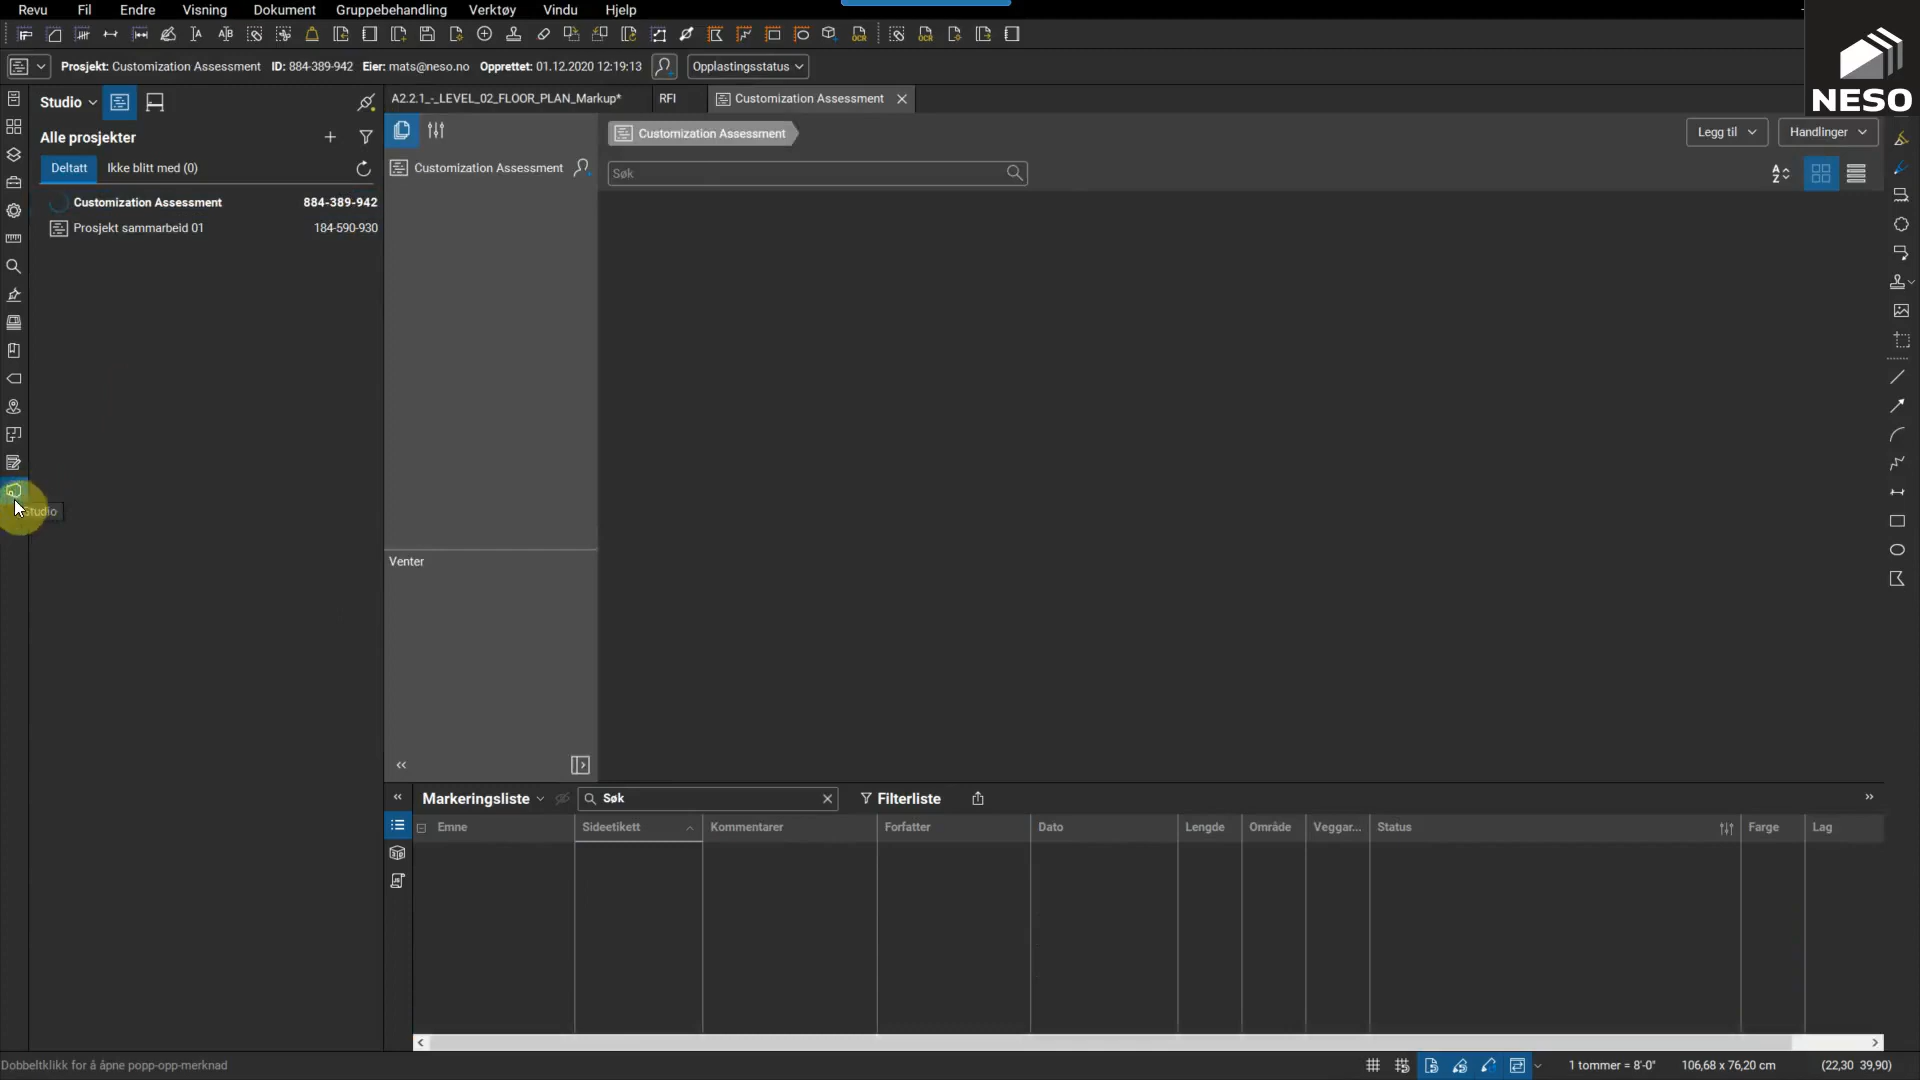 Revu Fil Endre Visning Dokument Gruppebehandling Verktøy Vindu Hjelp
NESO
Prosjekt: Customization Assessment ID: 884-389-942 Eier: mats@neso.no Opprettet: 01.12.2020 12:19:13 Opplastingsstatus
Studio
A2.2.1_-_LEVEL_02_FLOOR_PLAN_Markup* RFI Customization Assessment
Alle prosjekter
Customization Assessment
Legg til Handlinger
Deltatt Ikke blitt med (0)
Customization Assessment
Søk
Customization Assessment 884-389-942
Prosjekt sammarbeid 01 184-590-930
Studio
Venter
Markeringsliste Søk Filterliste
Emne Sideetikett Kommentarer Forfatter Dato Lengde Område Veggar... Status Farge Lag
Dobbeltklikk for å åpne popp-opp-merknad
1 tommer = 8'-0" 106,68 x 76,20 cm (22,30 39,90)